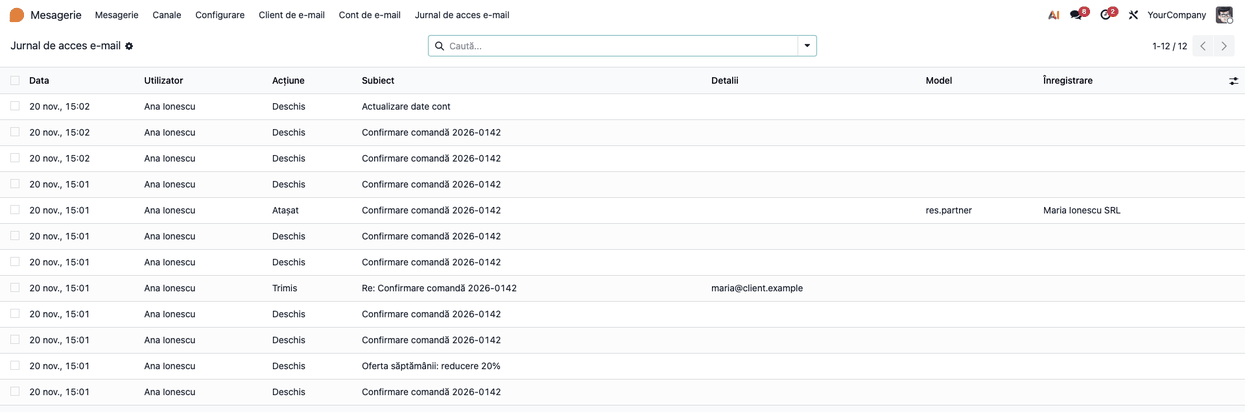 Mesagerie Mesagerie Canale Configurare Client de e-mail Cont de e-mail Jurnal de acces e-mail AI 6 2 YourCompany
Jurnal de acces e-mail Caută... 1-12 / 12
Data Utilizator Acțiune Subiect Detalii Model Înregistrare
20 nov., 15:02 Ana Ionescu Deschis Actualizare date cont
20 nov., 15:02 Ana Ionescu Deschis Confirmare comandă 2026-0142
20 nov., 15:02 Ana Ionescu Deschis Confirmare comandă 2026-0142
20 nov., 15:01 Ana Ionescu Deschis Confirmare comandă 2026-0142
20 nov., 15:01 Ana Ionescu Atașat Confirmare comandă 2026-0142 res.partner Maria Ionescu SRL
20 nov., 15:01 Ana Ionescu Deschis Confirmare comandă 2026-0142
20 nov., 15:01 Ana Ionescu Deschis Confirmare comandă 2026-0142
20 nov., 15:01 Ana Ionescu Trimis Re: Confirmare comandă 2026-0142 maria@client.example
20 nov., 15:01 Ana Ionescu Deschis Confirmare comandă 2026-0142
20 nov., 15:01 Ana Ionescu Deschis Confirmare comandă 2026-0142
20 nov., 15:01 Ana Ionescu Deschis Oferta săptămânii: reducere 20%
20 nov., 15:01 Ana Ionescu Deschis Confirmare comandă 2026-0142